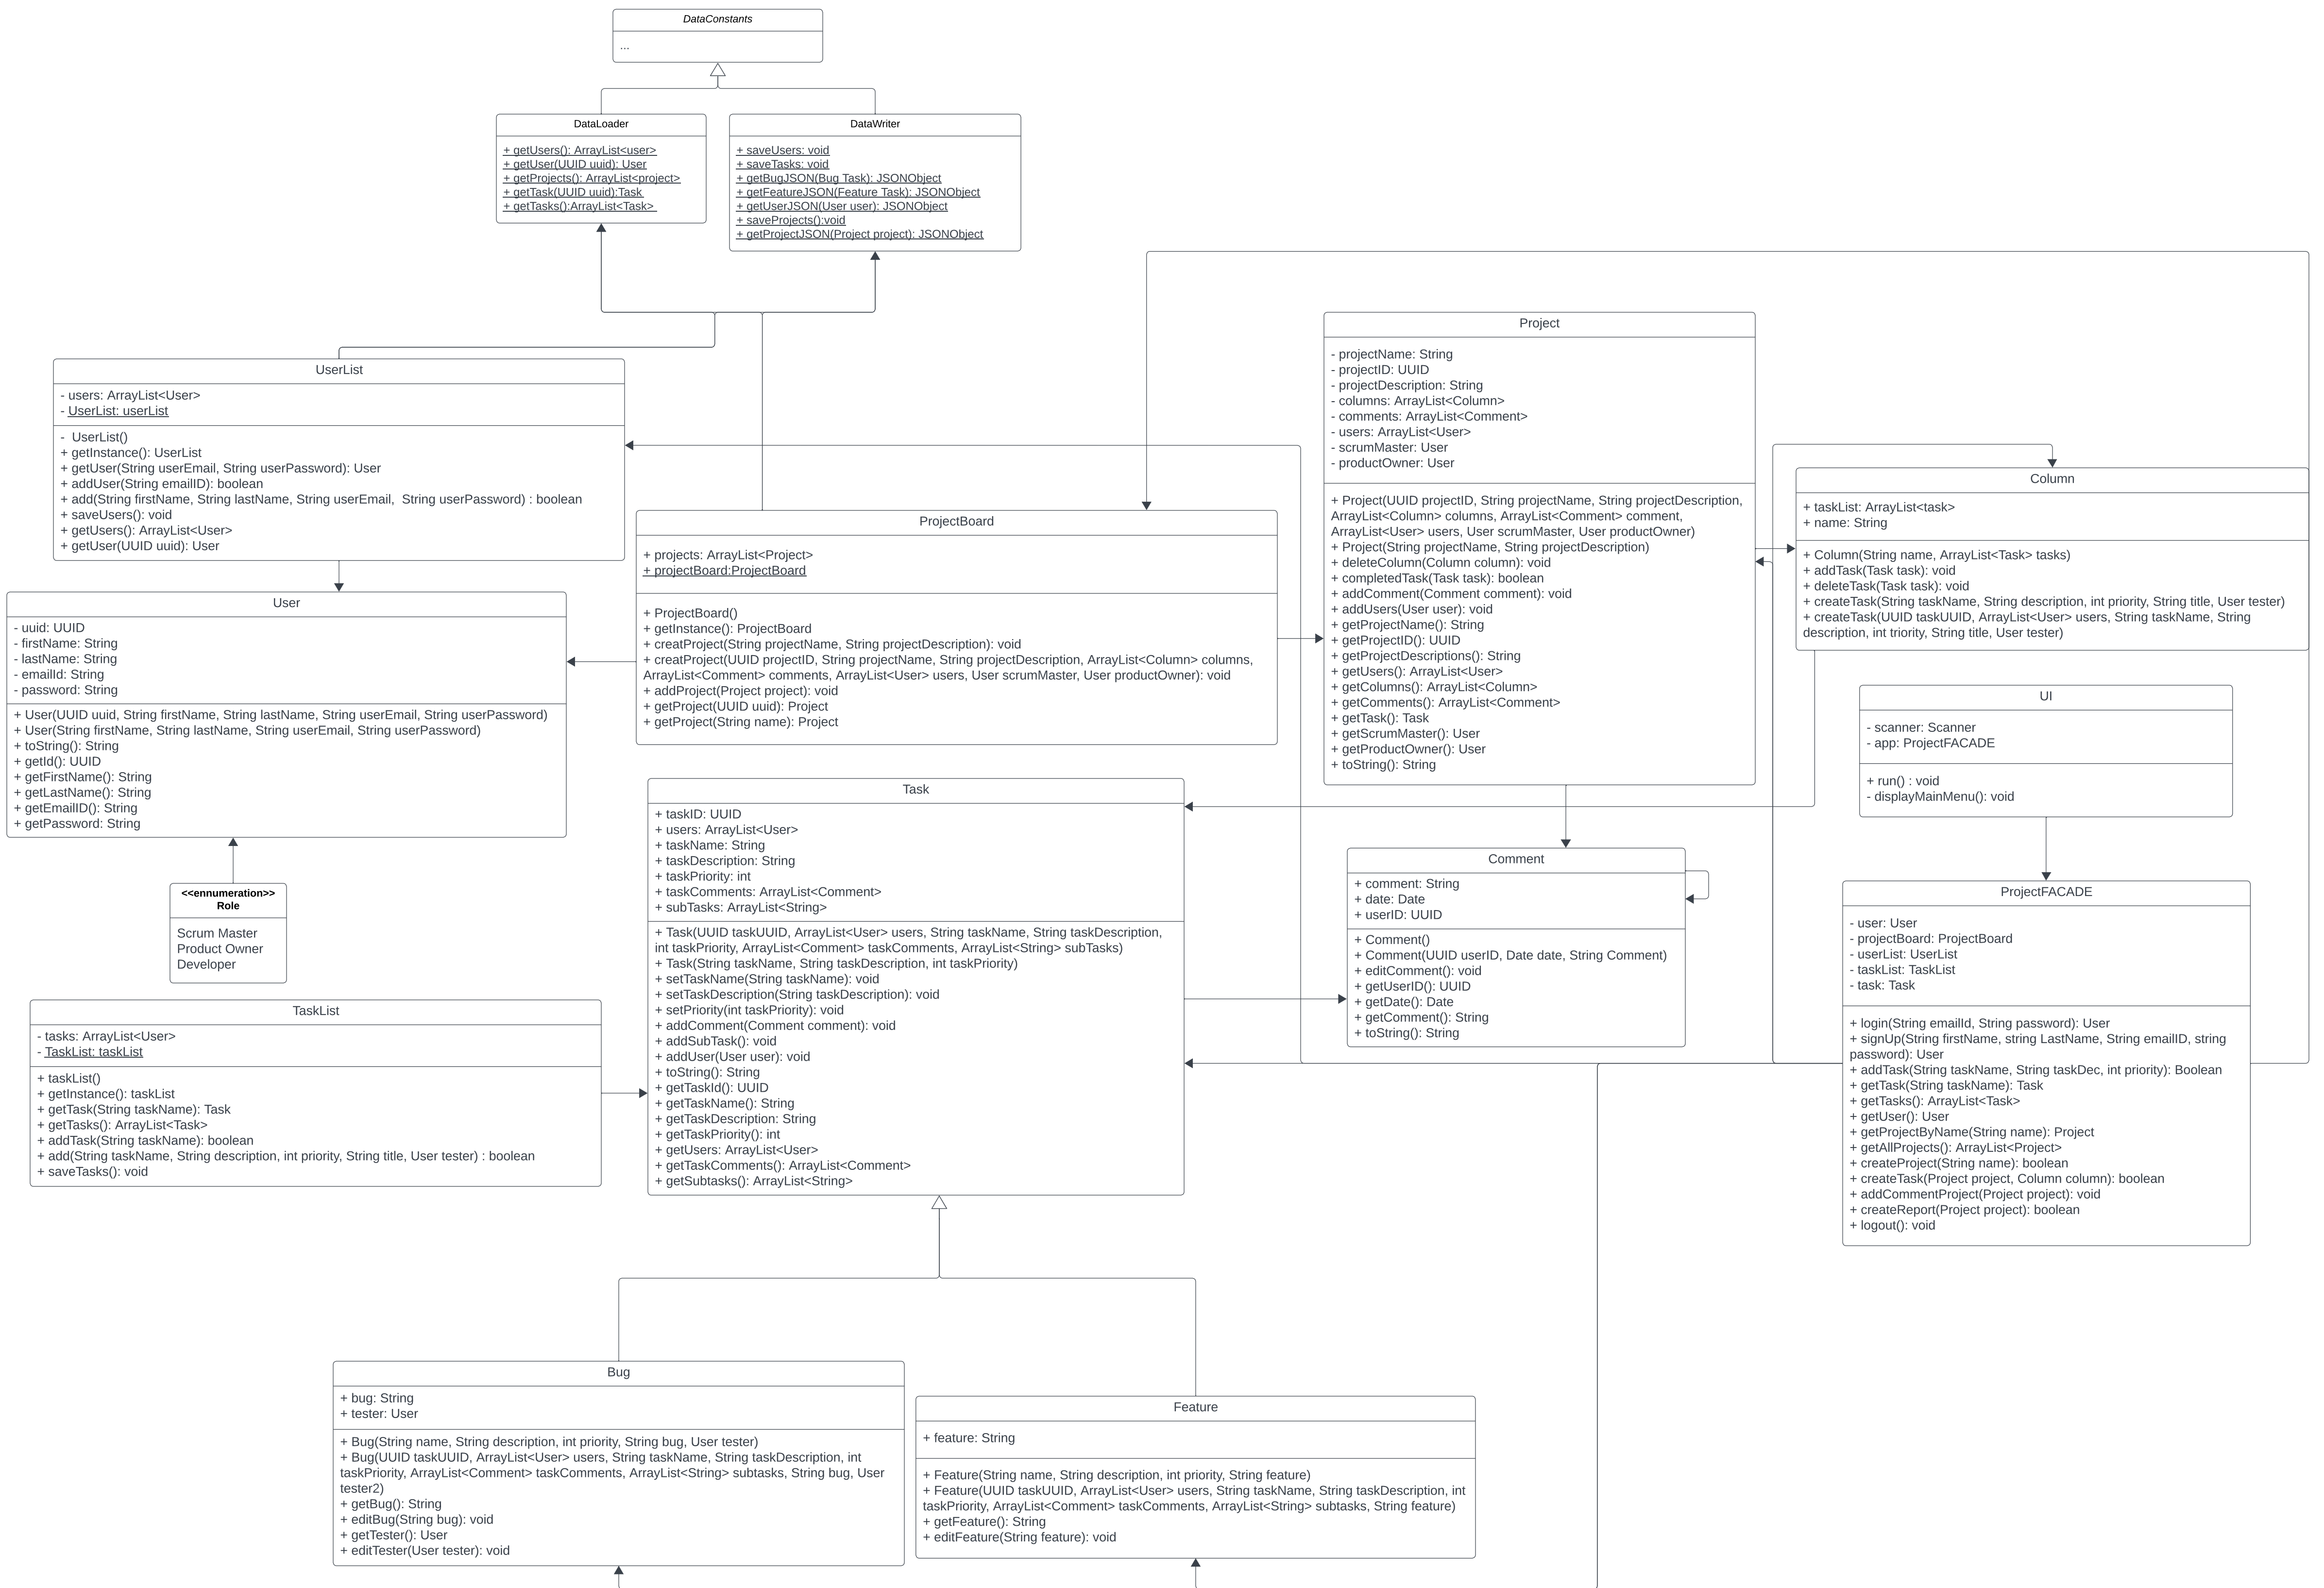 DataConstants
...
DataLoader
+ getUsers(): ArrayList<user>
+ getUser(UUID uuid): User
+ getProjects(): ArrayList<project>
+ getTask(UUID uuid):Task
+ getTasks():ArrayList<Task>
DataWriter
+ saveUsers: void
+ saveTasks: void
+ getBugJSON(Bug Task): JSONObject
+ getFeatureJSON(Feature Task): JSONObject
+ getUserJSON(User user): JSONObject
+ saveProjects():void
+ getProjectJSON(Project project): JSONObject
UserList
- users: ArrayList<User>
- UserList: userList
- UserList()
+ getInstance(): UserList
+ getUser(String userEmail, String userPassword): User
+ addUser(String emailID): boolean
+ add(String firstName, String lastName, String userEmail, String userPassword) : boolean
+ saveUsers(): void
+ getUsers(): ArrayList<User>
+ getUser(UUID uuid): User
ProjectBoard
+ projects: ArrayList<Project>
+ projectBoard:ProjectBoard
+ ProjectBoard()
+ getInstance(): ProjectBoard
+ creatProject(String projectName, String projectDescription): void
+ creatProject(UUID projectID, String projectName, String projectDescription, ArrayList<Column> columns,
ArrayList<Comment> comments, ArrayList<User> users, User scrumMaster, User productOwner): void
+ addProject(Project project): void
+ getProject(UUID uuid): Project
+ getProject(String name): Project
Project
- projectName: String
- projectID: UUID
- projectDescription: String
- columns: ArrayList<Column>
- comments: ArrayList<Comment>
- users: ArrayList<User>
- scrumMaster: User
- productOwner: User
+ Project(UUID projectID, String projectName, String projectDescription,
ArrayList<Column> columns, ArrayList<Comment> comment,
ArrayList<User> users, User scrumMaster, User productOwner)
+ Project(String projectName, String projectDescription)
+ deleteColumn(Column column): void
+ completedTask(Task task): boolean
+ addComment(Comment comment): void
+ addUsers(User user): void
+ getProjectName(): String
+ getProjectID(): UUID
+ getProjectDescriptions(): String
+ getUsers(): ArrayList<User>
+ getColumns(): ArrayList<Column>
+ getComments(): ArrayList<Comment>
+ getTask(): Task
+ getScrumMaster(): User
+ getProductOwner(): User
+ toString(): String
Column
+ taskList: ArrayList<task>
+ name: String
+ Column(String name, ArrayList<Task> tasks)
+ addTask(Task task): void
+ deleteTask(Task task): void
+ createTask(String taskName, String description, int priority, String title, User tester)
+ createTask(UUID taskUUID, ArrayList<User> users, String taskName, String
description, int triority, String title, User tester)
User
- uuid: UUID
- firstName: String
- lastName: String
- emailId: String
- password: String
+ User(UUID uuid, String firstName, String lastName, String userEmail, String userPassword)
+ User(String firstName, String lastName, String userEmail, String userPassword)
+ toString(): String
+ getId(): UUID
+ getFirstName(): String
+ getLastName(): String
+ getEmailID(): String
+ getPassword: String
<<ennumeration>>
Role
Scrum Master
Product Owner
Developer
UI
- scanner: Scanner
- app: ProjectFACADE
+ run() : void
- displayMainMenu(): void
Task
+ taskID: UUID
+ users: ArrayList<User>
+ taskName: String
+ taskDescription: String
+ taskPriority: int
+ taskComments: ArrayList<Comment>
+ subTasks: ArrayList<String>
+ Task(UUID taskUUID, ArrayList<User> users, String taskName, String taskDescription,
int taskPriority, ArrayList<Comment> taskComments, ArrayList<String> subTasks)
+ Task(String taskName, String taskDescription, int taskPriority)
+ setTaskName(String taskName): void
+ setTaskDescription(String taskDescription): void
+ setPriority(int taskPriority): void
+ addComment(Comment comment): void
+ addSubTask(): void
+ addUser(User user): void
+ toString(): String
+ getTaskId(): UUID
+ getTaskName(): String
+ getTaskDescription: String
+ getTaskPriority(): int
+ getUsers: ArrayList<User>
+ getTaskComments(): ArrayList<Comment>
+ getSubtasks(): ArrayList<String>
Comment
+ comment: String
+ date: Date
+ userID: UUID
+ Comment()
+ Comment(UUID userID, Date date, String Comment)
+ editComment(): void
+ getUserID(): UUID
+ getDate(): Date
+ getComment(): String
+ toString(): String
ProjectFACADE
- user: User
- projectBoard: ProjectBoard
- userList: UserList
- taskList: TaskList
- task: Task
+ login(String emailId, String password): User
+ signUp(String firstName, string LastName, String emailID, string
password): User
+ addTask(String taskName, String taskDec, int priority): Boolean
+ getTask(String taskName): Task
+ getTasks(): ArrayList<Task>
+ getUser(): User
+ getProjectByName(String name): Project
+ getAllProjects(): ArrayList<Project>
+ createProject(String name): boolean
+ createTask(Project project, Column column): boolean
+ addCommentProject(Project project): void
+ createReport(Project project): boolean
+ logout(): void
TaskList
- tasks: ArrayList<User>
- TaskList: taskList
+ taskList()
+ getInstance(): taskList
+ getTask(String taskName): Task
+ getTasks(): ArrayList<Task>
+ addTask(String taskName): boolean
+ add(String taskName, String description, int priority, String title, User tester) : boolean
+ saveTasks(): void
Bug
+ bug: String
+ tester: User
+ Bug(String name, String description, int priority, String bug, User tester)
+ Bug(UUID taskUUID, ArrayList<User> users, String taskName, String taskDescription, int
taskPriority, ArrayList<Comment> taskComments, ArrayList<String> subtasks, String bug, User
tester2)
+ getBug(): String
+ editBug(String bug): void
+ getTester(): User
+ editTester(User tester): void
Feature
+ feature: String
+ Feature(String name, String description, int priority, String feature)
+ Feature(UUID taskUUID, ArrayList<User> users, String taskName, String taskDescription, int
taskPriority, ArrayList<Comment> taskComments, ArrayList<String> subtasks, String feature)
+ getFeature(): String
+ editFeature(String feature): void